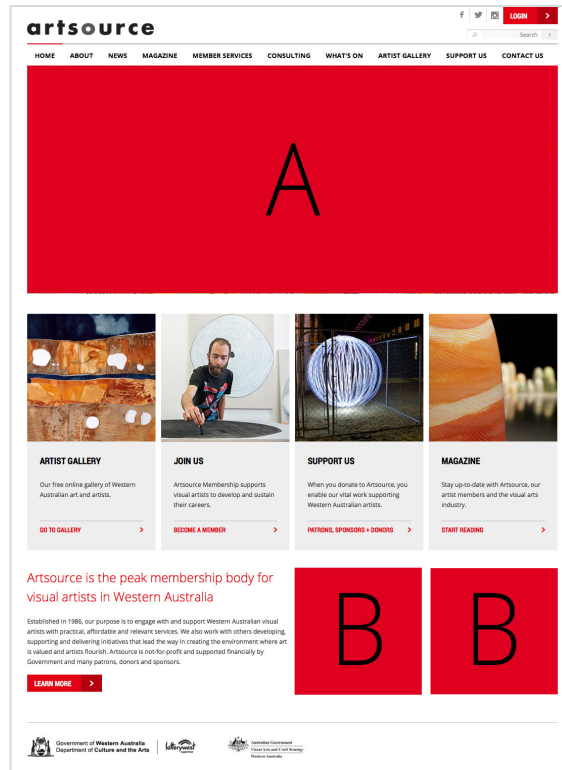 artsource
LOGIN
Search
HOME ABOUT NEWS MAGAZINE MEMBER SERVICES CONSULTING WHAT'S ON ARTIST GALLERY SUPPORT US CONTACT US
A
ARTIST GALLERY
Our free online gallery of Western
Australian art and artists.
GO TO GALLERY
JOIN US
Artsource Membership supports
visual artists to develop and sustain
their careers.
BECOME A MEMBER
SUPPORT US
When you donate to Artsource, you
enable our vital work supporting
Western Australian artists.
PATRONS, SPONSORS + DONORS
MAGAZINE
Stay up-to-date with Artsource, our
artist members and the visual arts
industry.
START READING
Artsource is the peak membership body for
visual artists in Western Australia
Established in 1986, our purpose is to engage with and support Western Australian visual
artists with practical, affordable and relevant services. We also work with others developing,
supporting and delivering initiatives that lead the way in creating the environment where art
is valued and artists flourish. Artsource is not-for-profit and supported financially by
Government and many patrons, donors and sponsors.
LEARN MORE
B
B
Government of Western Australia
Department of Culture and the Arts
lotterywest
supported
Australian Government
Visual Arts and Craft Strategy
Western Australia